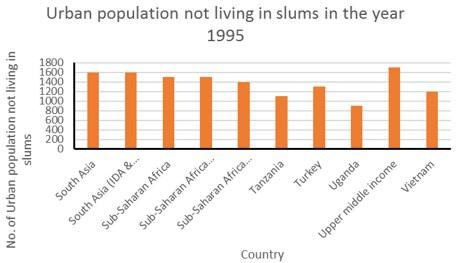 Urban population not living in slums in the year
1995
No. of Urban population not living in
slums
1800
1600
1400
1200
1000
800
600
400
200
0
South Asia
South Asia (IDA &...
Sub-Saharan Africa
Sub-Saharan Africa...
Sub-Saharan Africa...
Tanzania
Turkey
Uganda
Upper middle income
Vietnam
Country